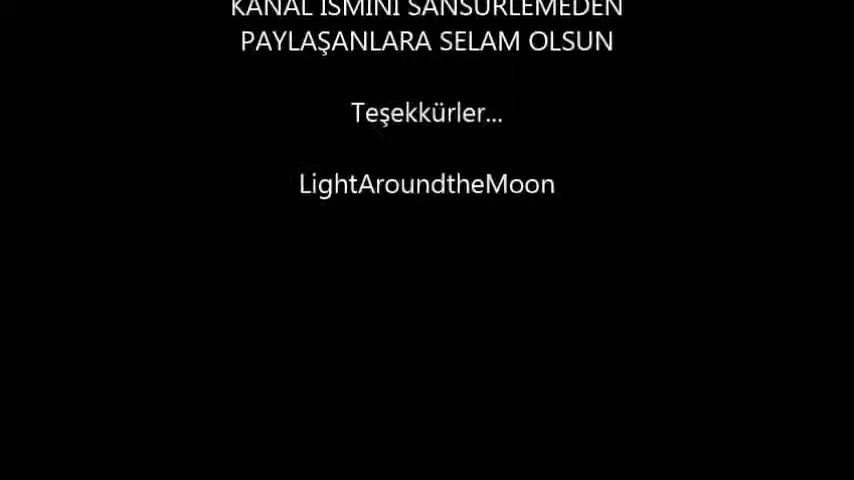 KANAL İSMİNİ SANSÜRLEMEDEN
PAYLAŞANLARA SELAM OLSUN
Teşekkürler...
LightAroundtheMoon